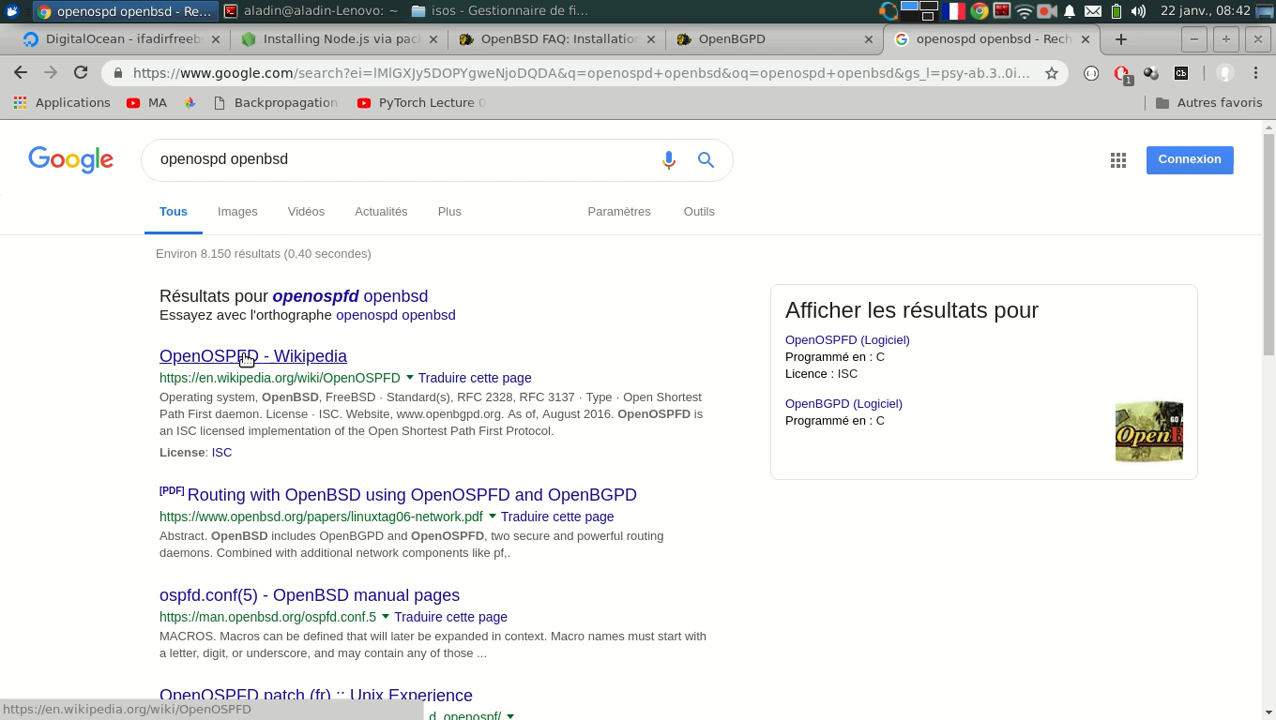 openospd openbsd - Re...
aladin@aladin-Lenovo: ~
isos - Gestionnaire de fi...
22 janv., 08:42
DigitalOcean - ifadirfreebs
Installing Node.js via pack
OpenBSD FAQ: Installatio
OpenBGPD
openospd openbsd - Rech
https://www.google.com/search?ei=lMlGXJy5DOPYgweNjoDQDA&q=openospd+openbsd&oq=openospd+openbsd&gs_l=psy-ab.3..0i...
1
Cb
Applications
MA
Backpropagation
PyTorch Lecture 0
Autres favoris
Google
openospd openbsd
Connexion
Tous
Images
Vidéos
Actualités
Plus
Paramètres
Outils
Environ 8.150 résultats (0,40 secondes)
Résultats pour openospfd openbsd
Essayez avec l'orthographe openospd openbsd
OpenOSPFD - Wikipedia
https://en.wikipedia.org/wiki/OpenOSPFD Traduire cette page
Operating system, OpenBSD, FreeBSD · Standard(s), RFC 2328, RFC 3137 · Type · Open Shortest
Path First daemon. License · ISC. Website, www.openbgpd.org. As of, August 2016. OpenOSPFD is
an ISC licensed implementation of the Open Shortest Path First Protocol.
License: ISC
[PDF] Routing with OpenBSD using OpenOSPFD and OpenBGPD
https://www.openbsd.org/papers/linuxtag06-network.pdf Traduire cette page
Abstract. OpenBSD includes OpenBGPD and OpenOSPFD, two secure and powerful routing
daemons. Combined with additional network components like pf,.
ospfd.conf(5) - OpenBSD manual pages
https://man.openbsd.org/ospfd.conf.5 Traduire cette page
MACROS. Macros can be defined that will later be expanded in context. Macro names must start with
a letter, digit, or underscore, and may contain any of those ...
OpenOSPFD patch (fr) :: Unix Experience
d_openospf/
Afficher les résultats pour
OpenOSPFD (Logiciel)
Programmé en : C
Licence : ISC
OpenBGPD (Logiciel)
Programmé en : C
https://en.wikipedia.org/wiki/OpenOSPFD